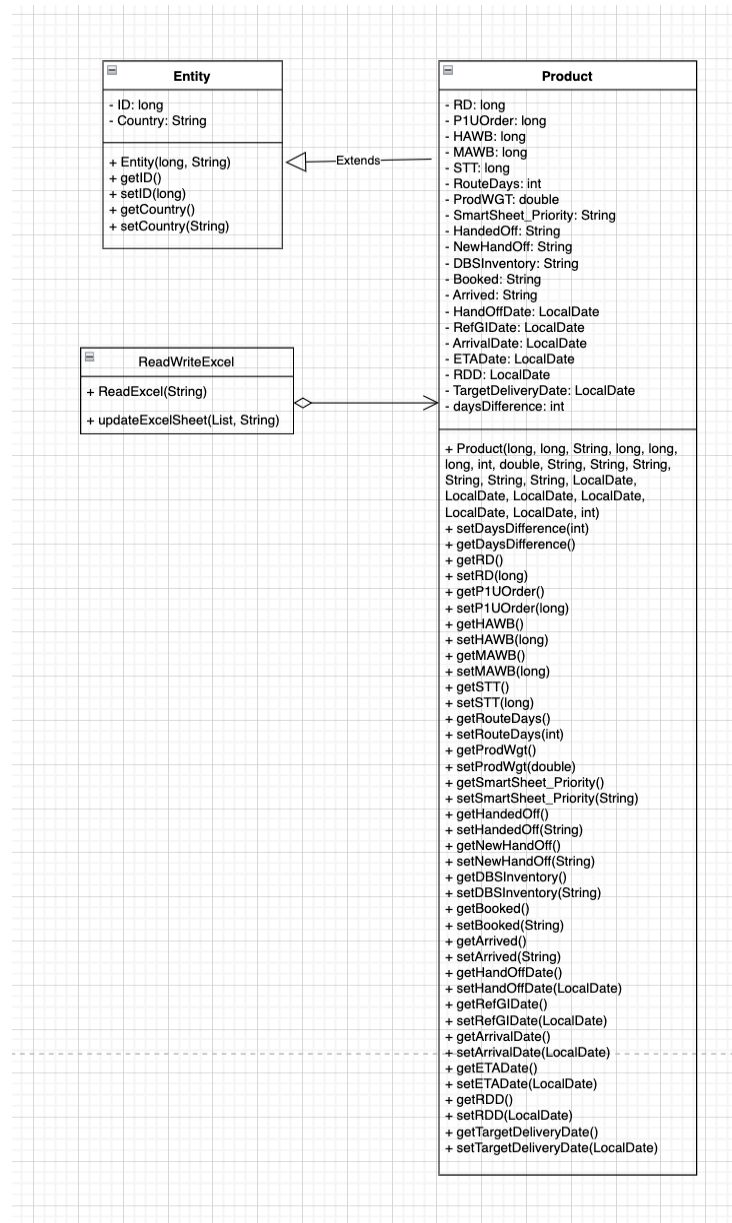 Entity
- ID: long
- Country: String
+ Entity(long, String)
+ getID()
+ setID(long)
+ getCountry()
+ setCountry(String)
Extends
ReadWriteExcel
+ ReadExcel(String)
+ updateExcelSheet(List, String)
Product
- RD: long
- P1UOrder: long
- HAWB: long
- MAWB: long
- STT: long
- RouteDays: int
- ProdWGT: double
- SmartSheet_Priority: String
- HandedOff: String
- NewHandOff: String
- DBSInventory: String
- Booked: String
- Arrived: String
- HandOffDate: LocalDate
- RefGIDate: LocalDate
- ArrivalDate: LocalDate
- ETADate: LocalDate
- RDD: LocalDate
- TargetDeliveryDate: LocalDate
- daysDifference: int
+ Product(long, long, String, long, long,
long, int, double, String, String, String,
String, String, String, LocalDate,
LocalDate, LocalDate, LocalDate,
LocalDate, LocalDate, int)
+ setDaysDifference(int)
+ getDaysDifference()
+ getRD()
+ setRD(long)
+ getP1UOrder()
+ setP1UOrder(long)
+ getHAWB()
+ setHAWB(long)
+ getMAWB()
+ setMAWB(long)
+ getSTT()
+ setSTT(long)
+ getRouteDays()
+ setRouteDays(int)
+ getProdWgt()
+ setProdWgt(double)
+ getSmartSheet_Priority()
+ setSmartSheet_Priority(String)
+ getHandedOff()
+ setHandedOff(String)
+ getNewHandOff()
+ setNewHandOff(String)
+ getDBSInventory()
+ setDBSInventory(String)
+ getBooked()
+ setBooked(String)
+ getArrived()
+ setArrived(String)
+ getHandOffDate()
+ setHandOffDate(LocalDate)
+ getRefGIDate()
+ setRefGIDate(LocalDate)
+ getArrivalDate()
+ setArrivalDate(LocalDate)
+ getETADate()
+ setETADate(LocalDate)
+ getRDD()
+ setRDD(LocalDate)
+ getTargetDeliveryDate()
+ setTargetDeliveryDate(LocalDate)